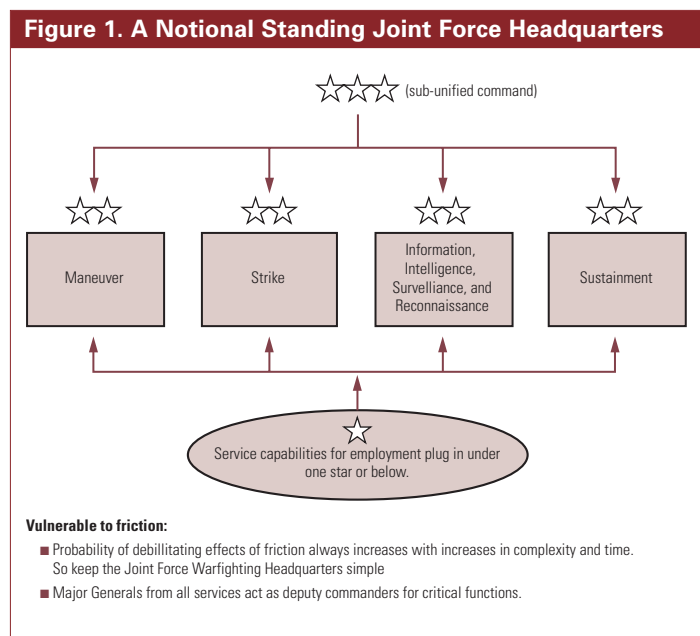 Figure 1. A Notional Standing Joint Force Headquarters
(sub-unified command)
Maneuver
Strike
Information,
Intelligence,
Survelliance, and
Reconnaissance
Sustainment
Service capabilities for employment plug in under
one star or below.
Vulnerable to friction:
■ Probability of debillitating effects of friction always increases with increases in complexity and time.
So keep the Joint Force Warfighting Headquarters simple
■ Major Generals from all services act as deputy commanders for critical functions.